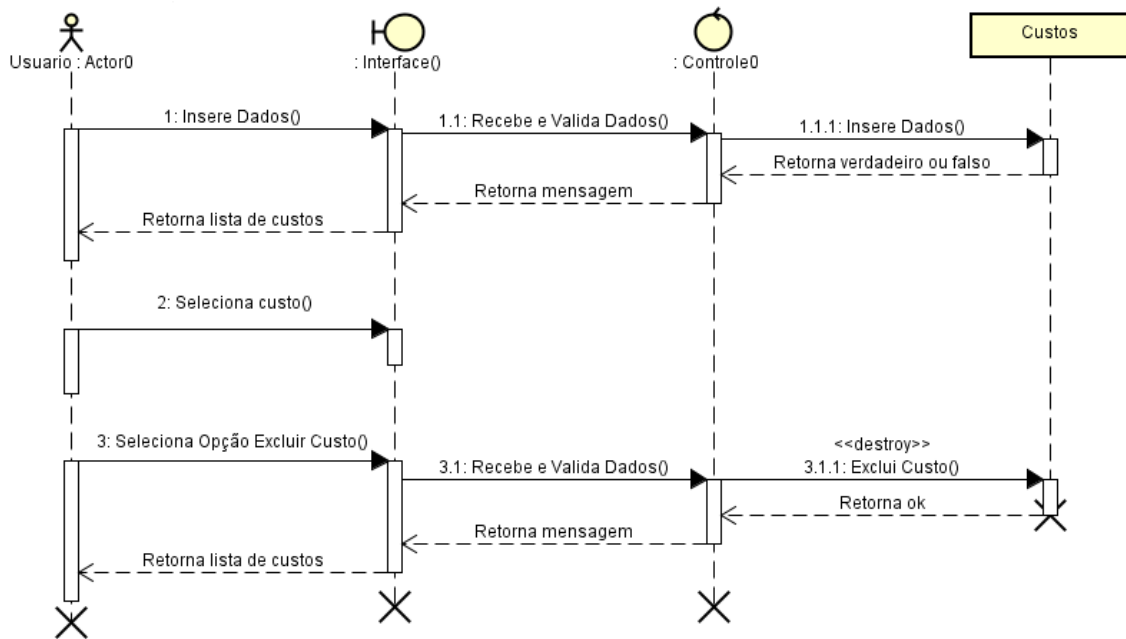 Usuario : Actor0
: Interface()
: Controle0
Custos
1: Insere Dados()
1.1: Recebe e Valida Dados()
1.1.1: Insere Dados()
Retorna verdadeiro ou falso
Retorna mensagem
Retorna lista de custos
2: Seleciona custo()
3: Seleciona Opção Excluir Custo()
3.1: Recebe e Valida Dados()
<<destroy>>
3.1.1: Exclui Custo()
Retorna ok
Retorna mensagem
Retorna lista de custos